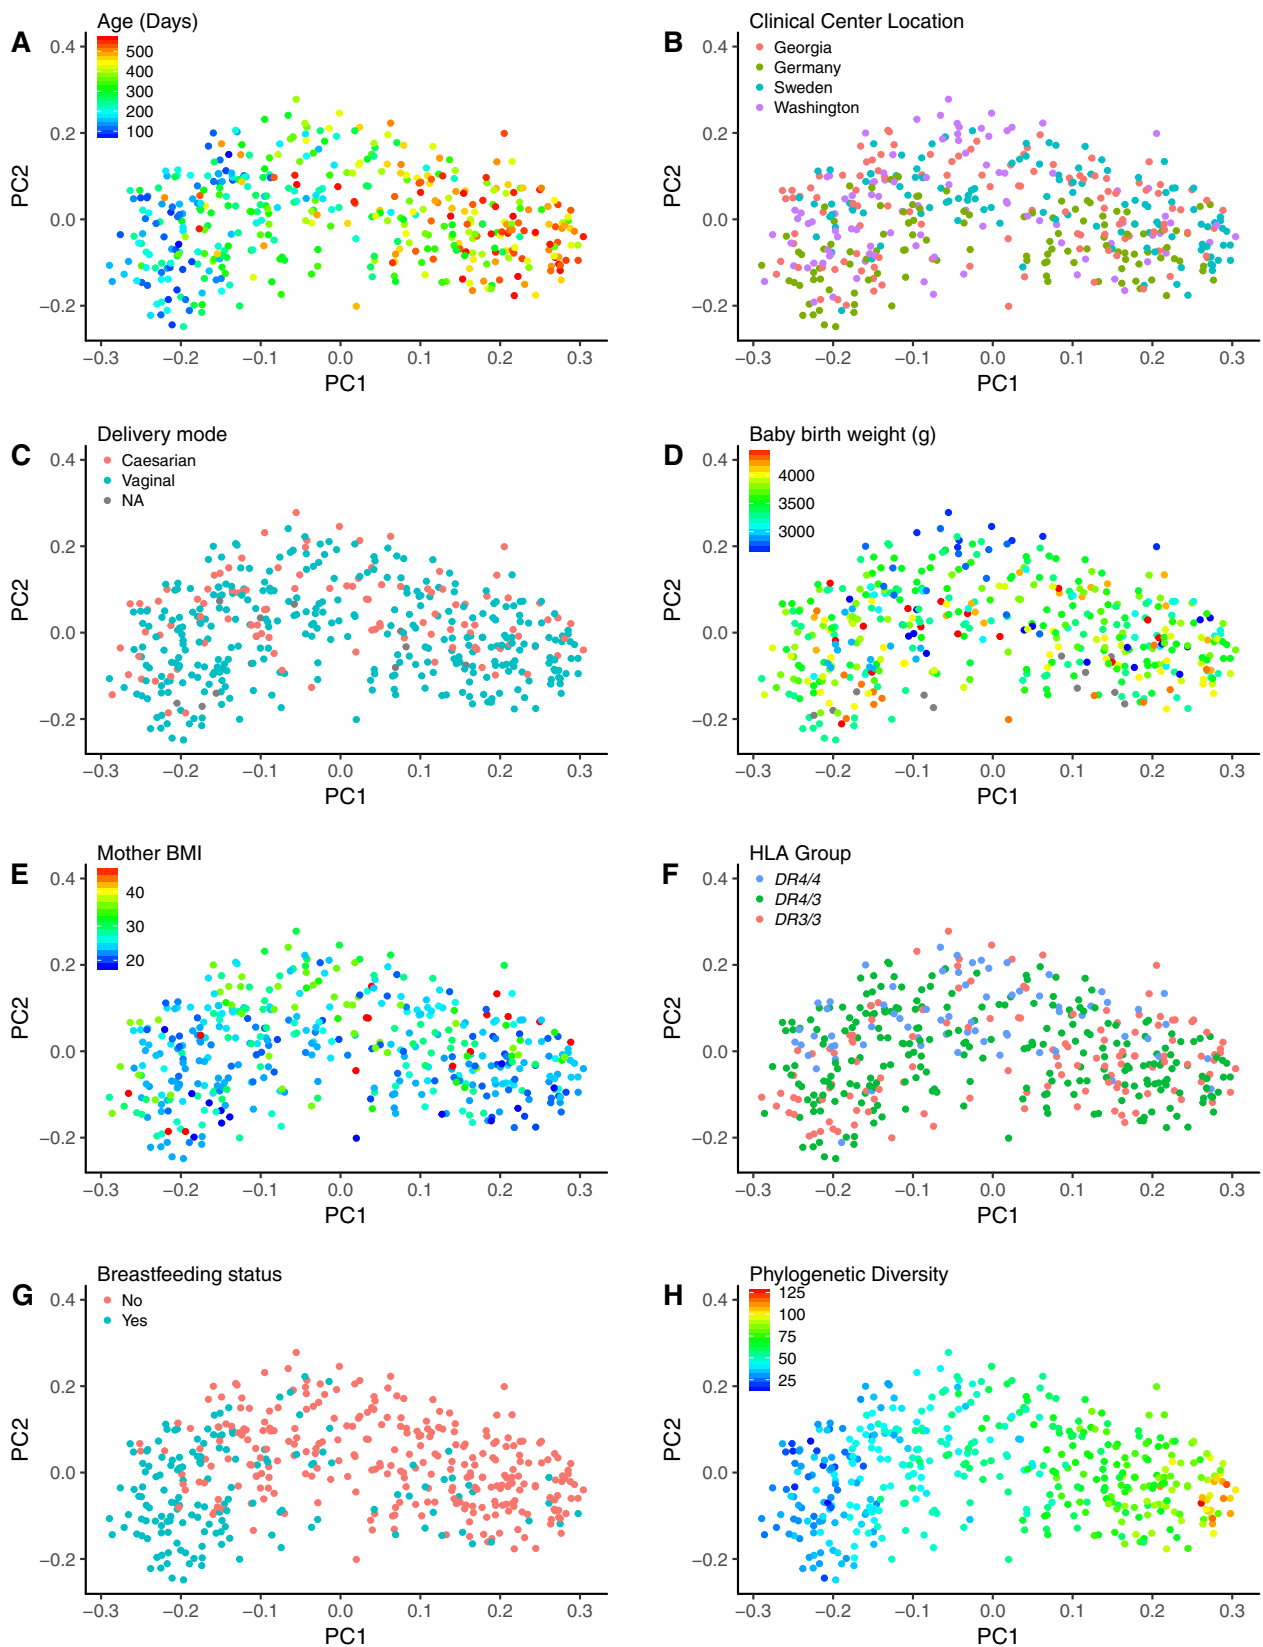 A
Age (Days)
500
400
300
200
100
PC2
0.4
0.2
0.0
−0.2
−0.3 −0.2 −0.1 0.0 0.1 0.2 0.3
PC1
B
Clinical Center Location
Georgia
Germany
Sweden
Washington
PC2
0.4
0.2
0.0
−0.2
−0.3 −0.2 −0.1 0.0 0.1 0.2 0.3
PC1
C
Delivery mode
Caesarian
Vaginal
NA
PC2
0.4
0.2
0.0
−0.2
−0.3 −0.2 −0.1 0.0 0.1 0.2 0.3
PC1
D
Baby birth weight (g)
4000
3500
3000
PC2
0.4
0.2
0.0
−0.2
−0.3 −0.2 −0.1 0.0 0.1 0.2 0.3
PC1
E
Mother BMI
40
30
20
PC2
0.4
0.2
0.0
−0.2
−0.3 −0.2 −0.1 0.0 0.1 0.2 0.3
PC1
F
HLA Group
DR4/4
DR4/3
DR3/3
PC2
0.4
0.2
0.0
−0.2
−0.3 −0.2 −0.1 0.0 0.1 0.2 0.3
PC1
G
Breastfeeding status
No
Yes
PC2
0.4
0.2
0.0
−0.2
−0.3 −0.2 −0.1 0.0 0.1 0.2 0.3
PC1
H
Phylogenetic Diversity
125
100
75
50
25
PC2
0.4
0.2
0.0
−0.2
−0.3 −0.2 −0.1 0.0 0.1 0.2 0.3
PC1